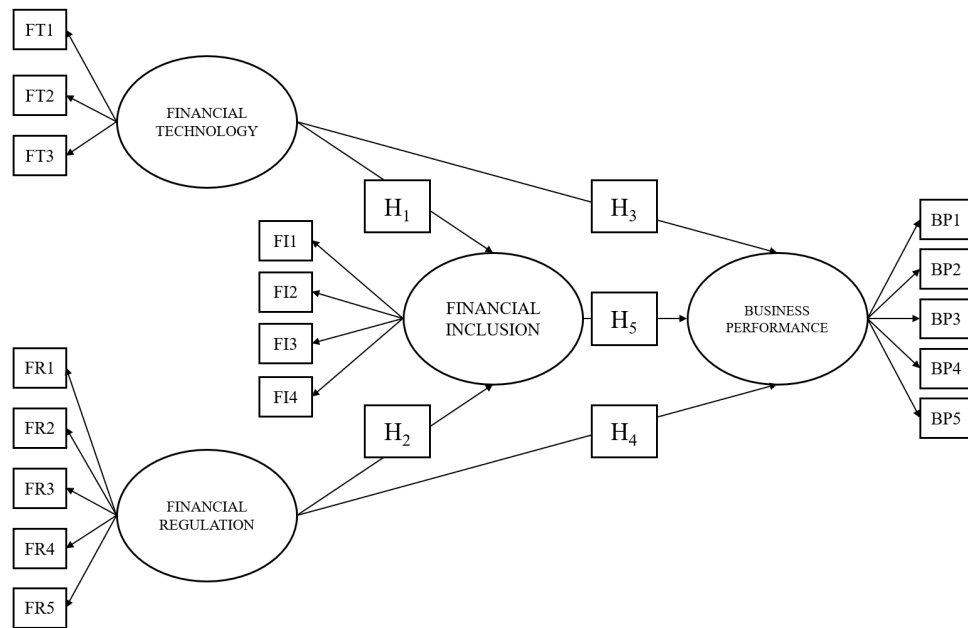 FT1
FT2
FT3
FINANCIAL
TECHNOLOGY
H1
H3
FI1
FI2
FI3
FI4
FINANCIAL
INCLUSION
H5
BUSINESS
PERFORMANCE
BP1
BP2
BP3
BP4
BP5
H2
H4
FR1
FR2
FR3
FR4
FR5
FINANCIAL
REGULATION